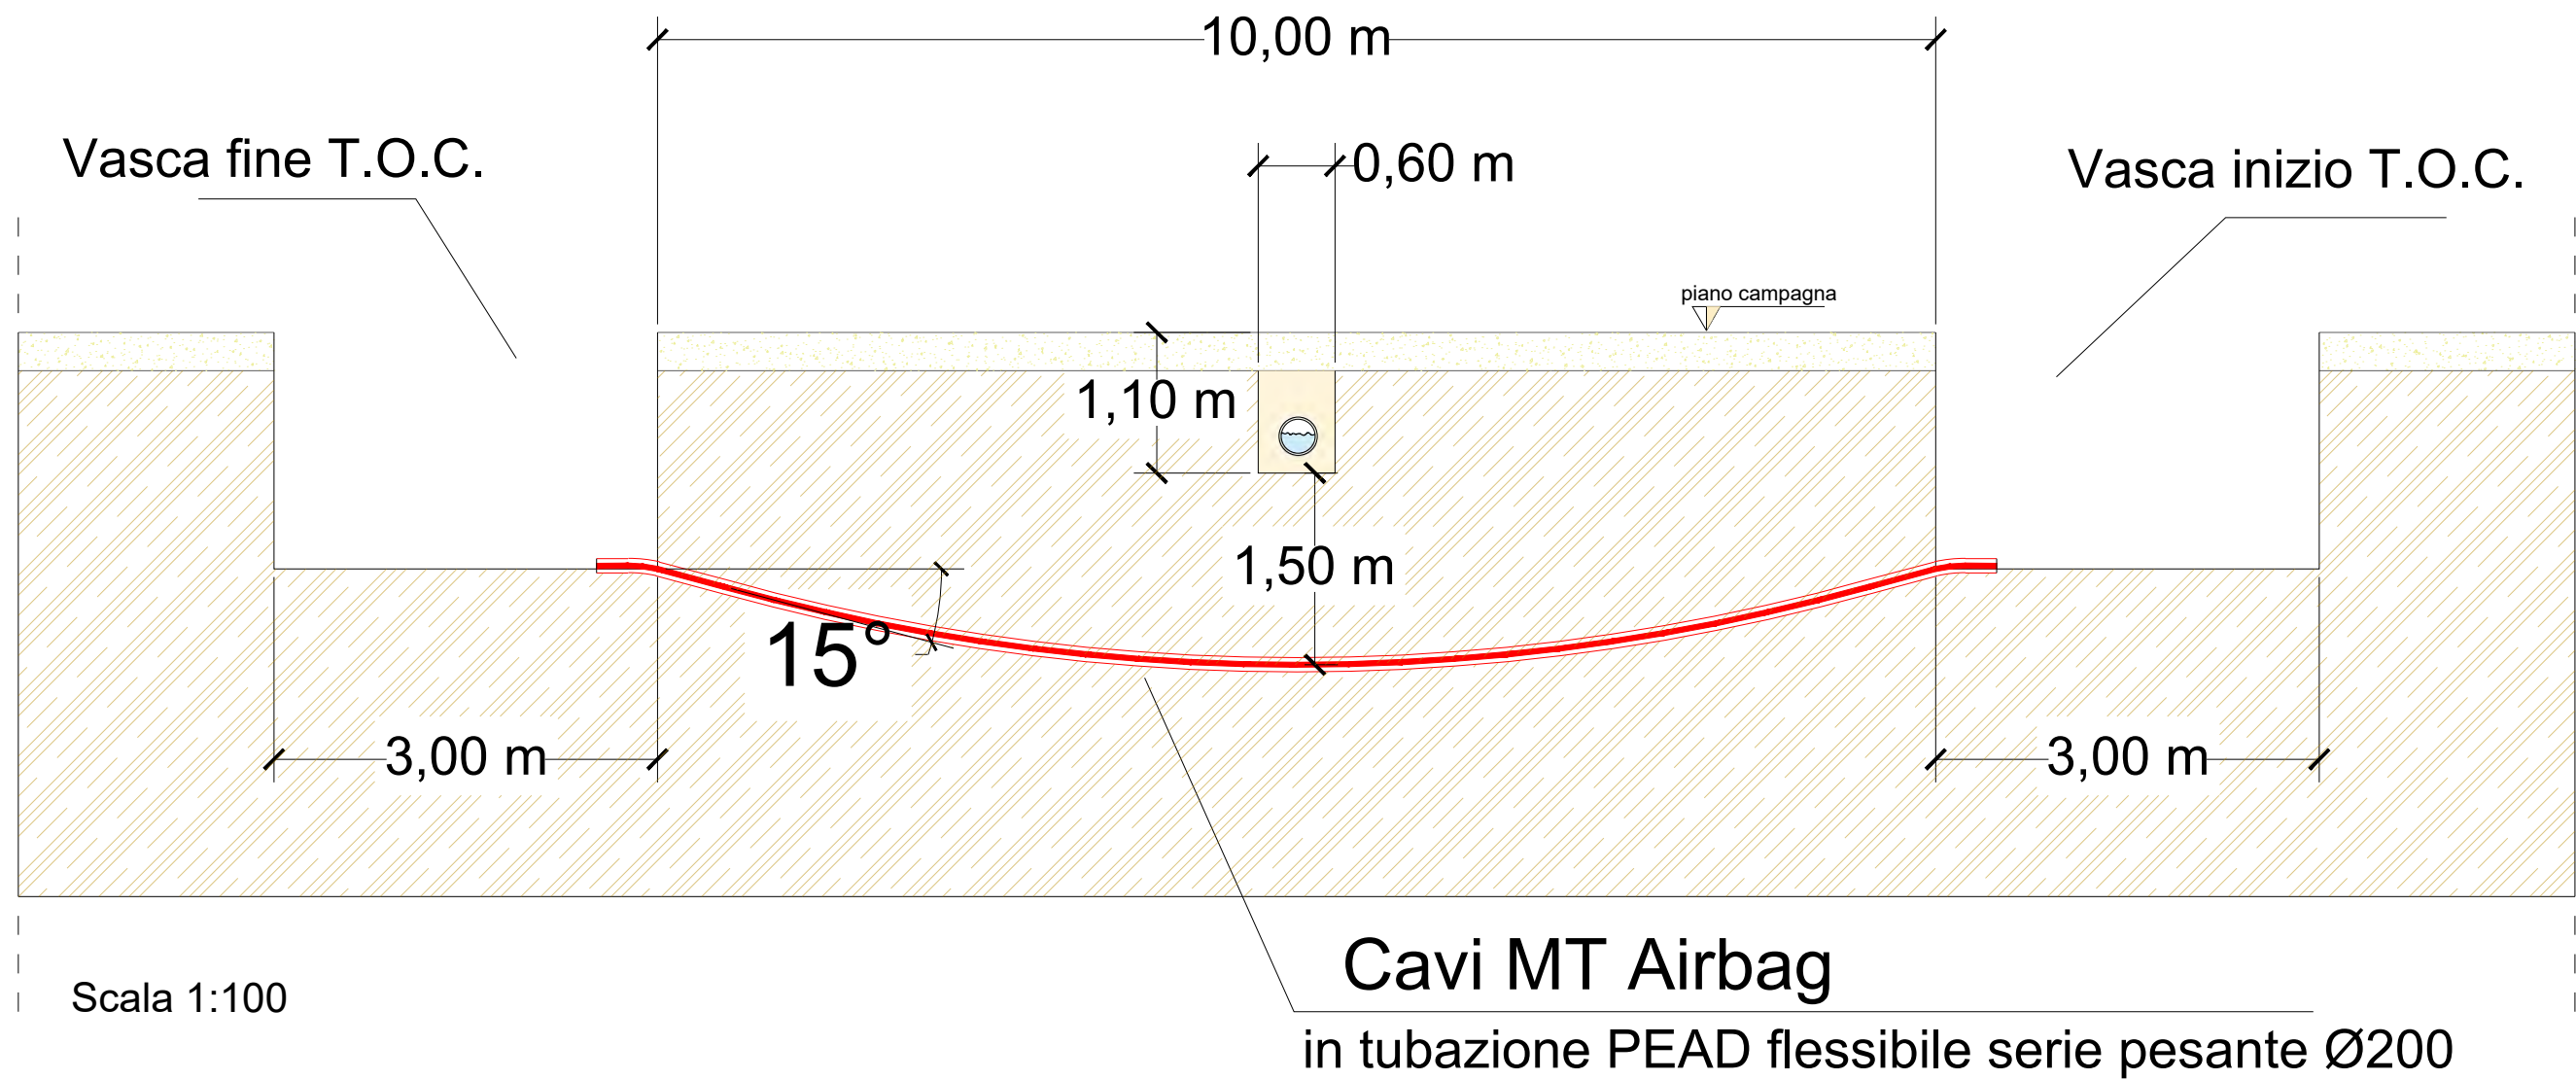 10,00 m
Vasca fine T.O.C.
0,60 m
Vasca inizio T.O.C.
piano campagna
1,10 m
1,50 m
15°
3,00 m
3,00 m
Cavi MT Airbag
Scala 1:100
in tubazione PEAD flessibile serie pesante Ø200